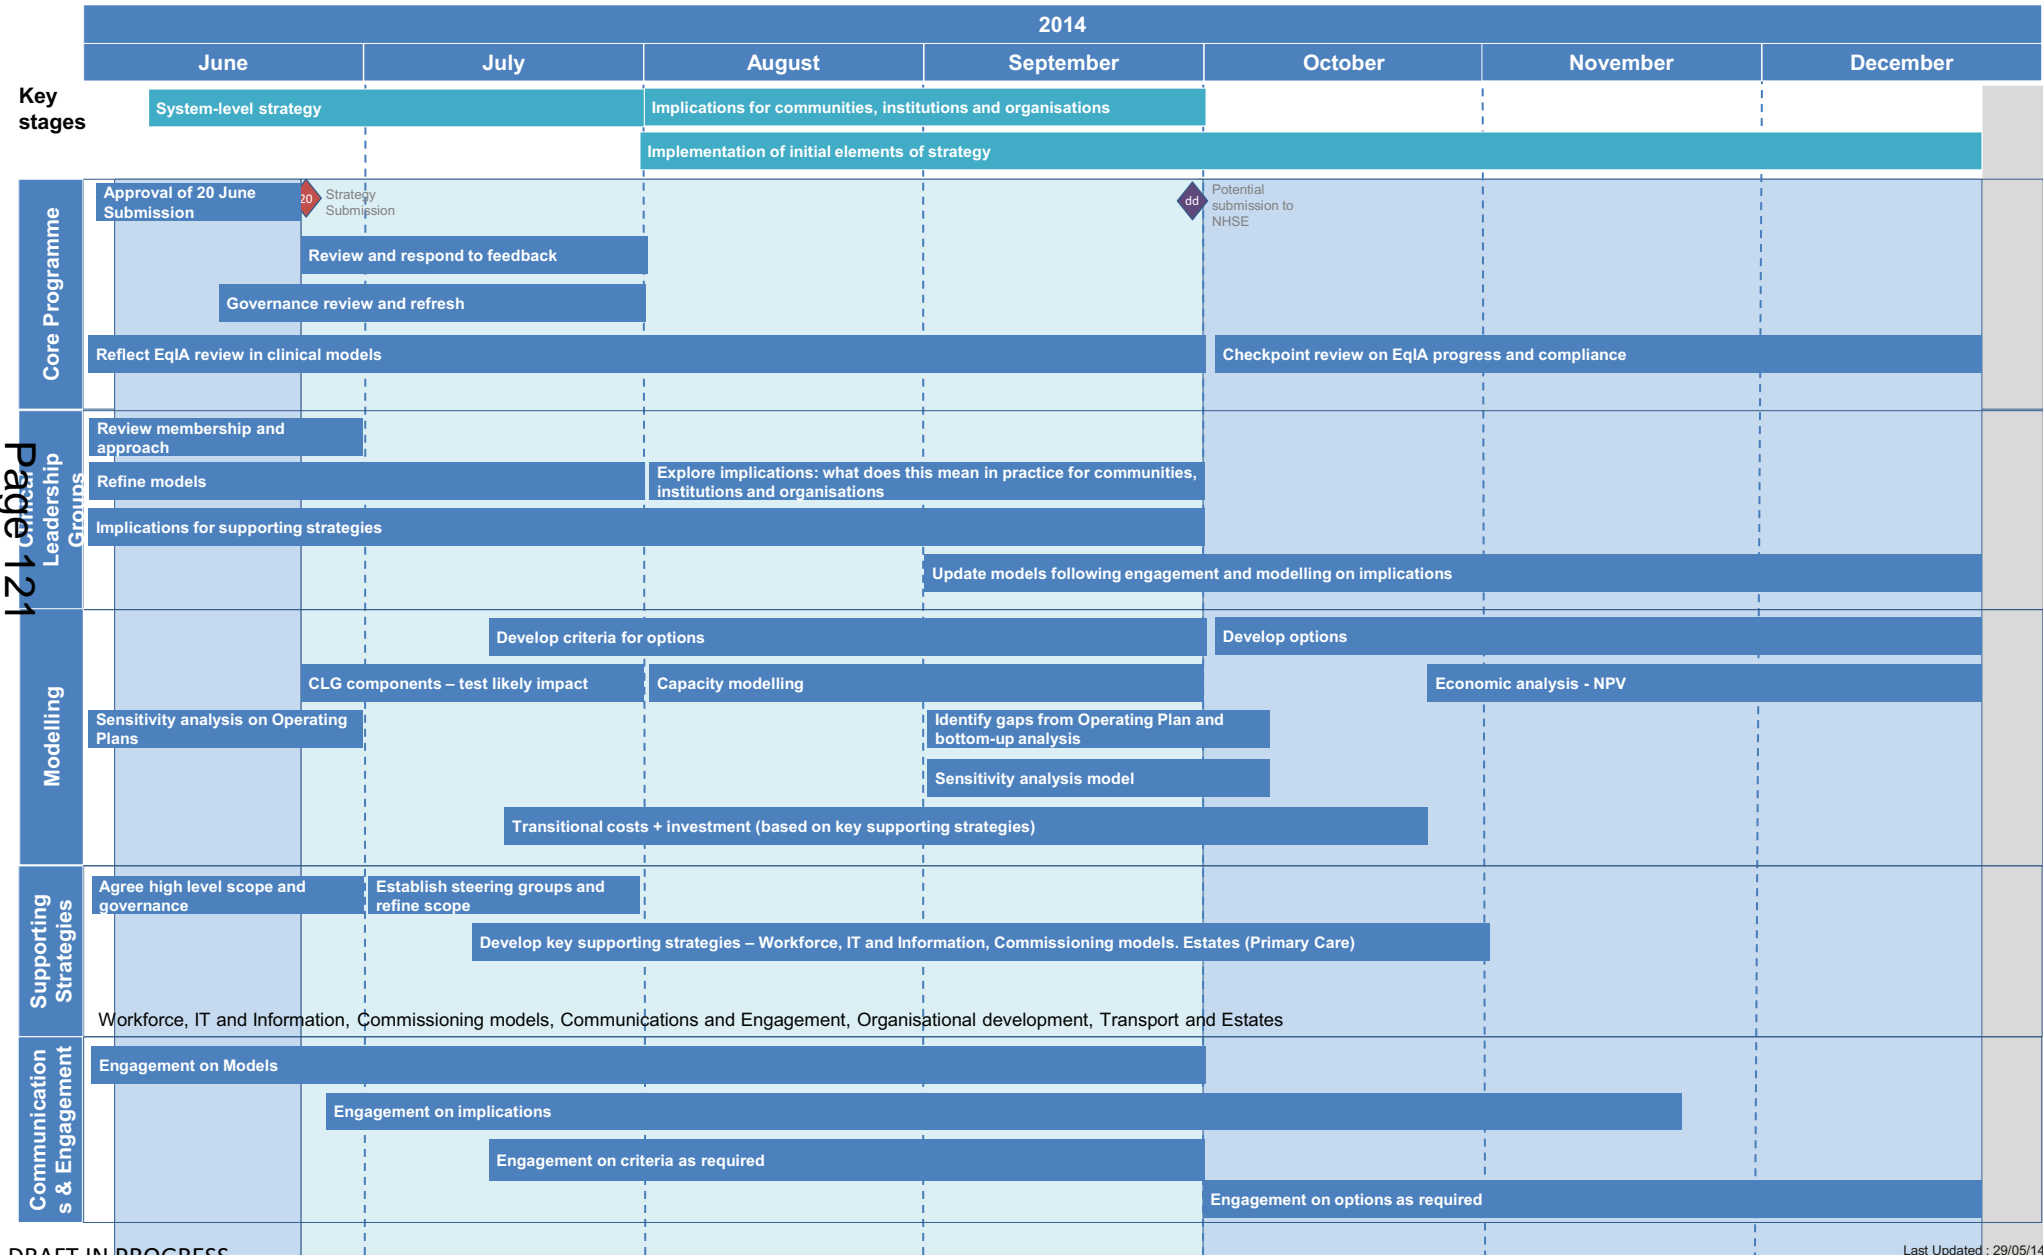 2014
June
July
August
September
October
November
December
Key
stages
System-level strategy
Implications for communities, institutions and organisations
Implementation of initial elements of strategy
Core Programme
Approval of 20 June
Submission
20
Strategy
Submission
dd
Potential
submission to
NHSE
Review and respond to feedback
Governance review and refresh
Reflect EqIA review in clinical models
Checkpoint review on EqIA progress and compliance
Page 121
Clinical
Leadership
Groups
Review membership and
approach
Refine models
Explore implications: what does this mean in practice for communities,
institutions and organisations
Implications for supporting strategies
Update models following engagement and modelling on implications
Modelling
Develop criteria for options
Develop options
CLG components – test likely impact
Capacity modelling
Economic analysis - NPV
Sensitivity analysis on Operating
Plans
Identify gaps from Operating Plan and
bottom-up analysis
Sensitivity analysis model
Transitional costs + investment (based on key supporting strategies)
Supporting
Strategies
Agree high level scope and
governance
Establish steering groups and
refine scope
Develop key supporting strategies – Workforce, IT and Information, Commissioning models. Estates (Primary Care)
Workforce, IT and Information, Commissioning models, Communications and Engagement, Organisational development, Transport and Estates
Communication
s & Engagement
Engagement on Models
Engagement on implications
Engagement on criteria as required
Engagement on options as required
DRAFT IN PROGRESS
Last Updated : 29/05/14